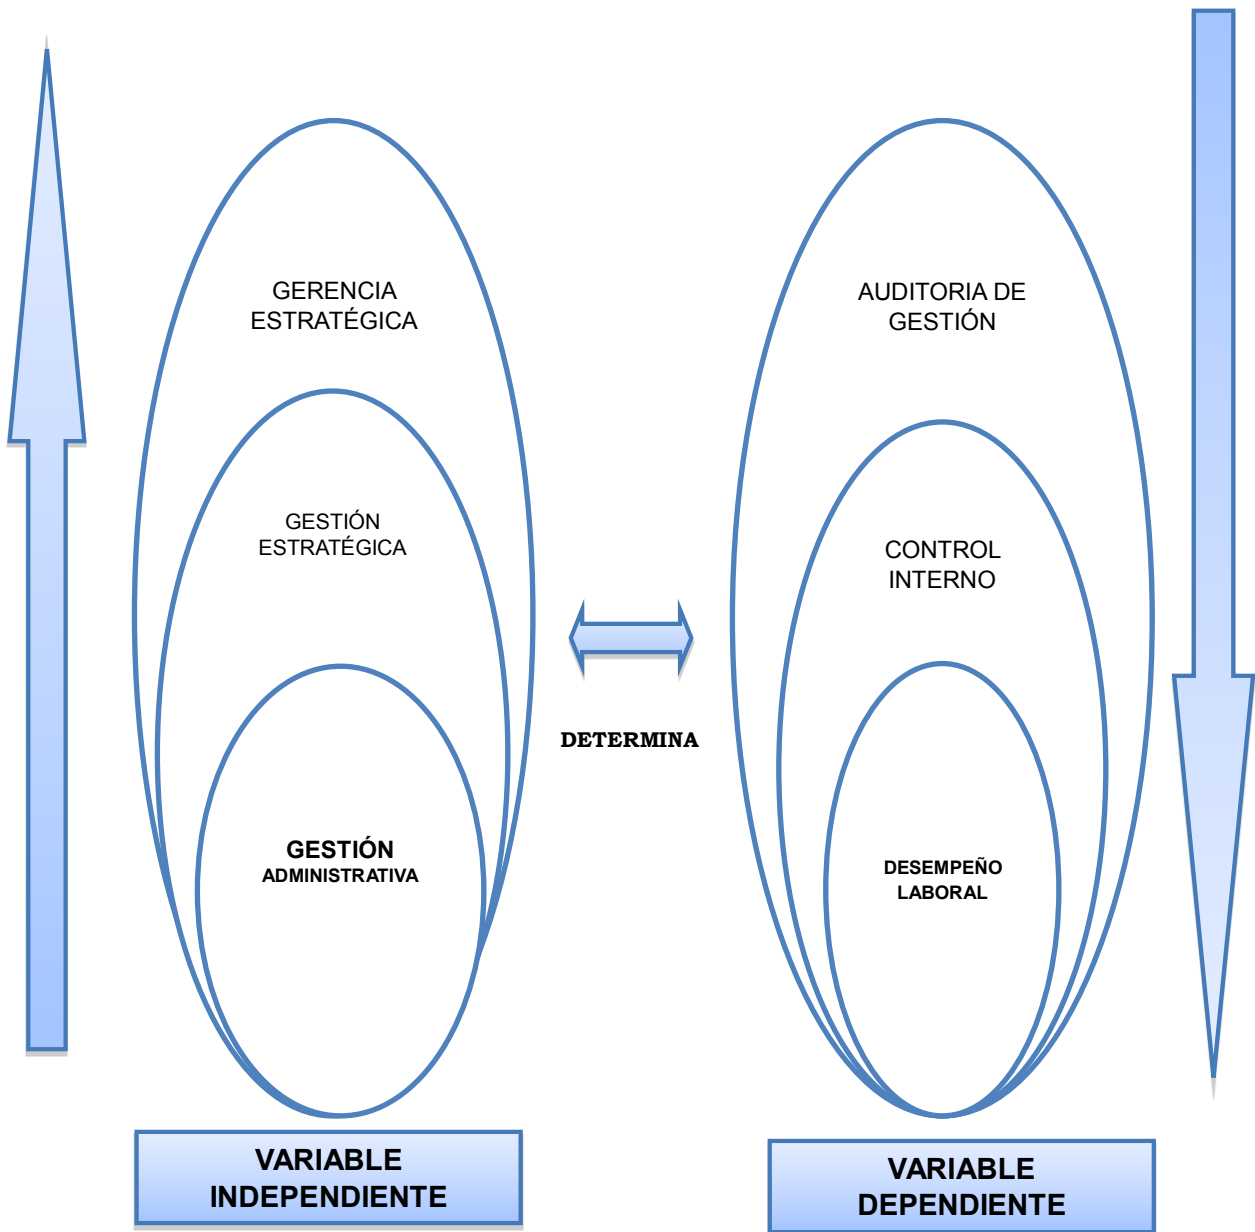 GERENCIA
ESTRATÉGICA
GESTIÓN
ESTRATÉGICA
GESTIÓN
ADMINISTRATIVA
DETERMINA
AUDITORIA DE
GESTIÓN
CONTROL
INTERNO
DESEMPEÑO
LABORAL
VARIABLE
INDEPENDIENTE
VARIABLE
DEPENDIENTE